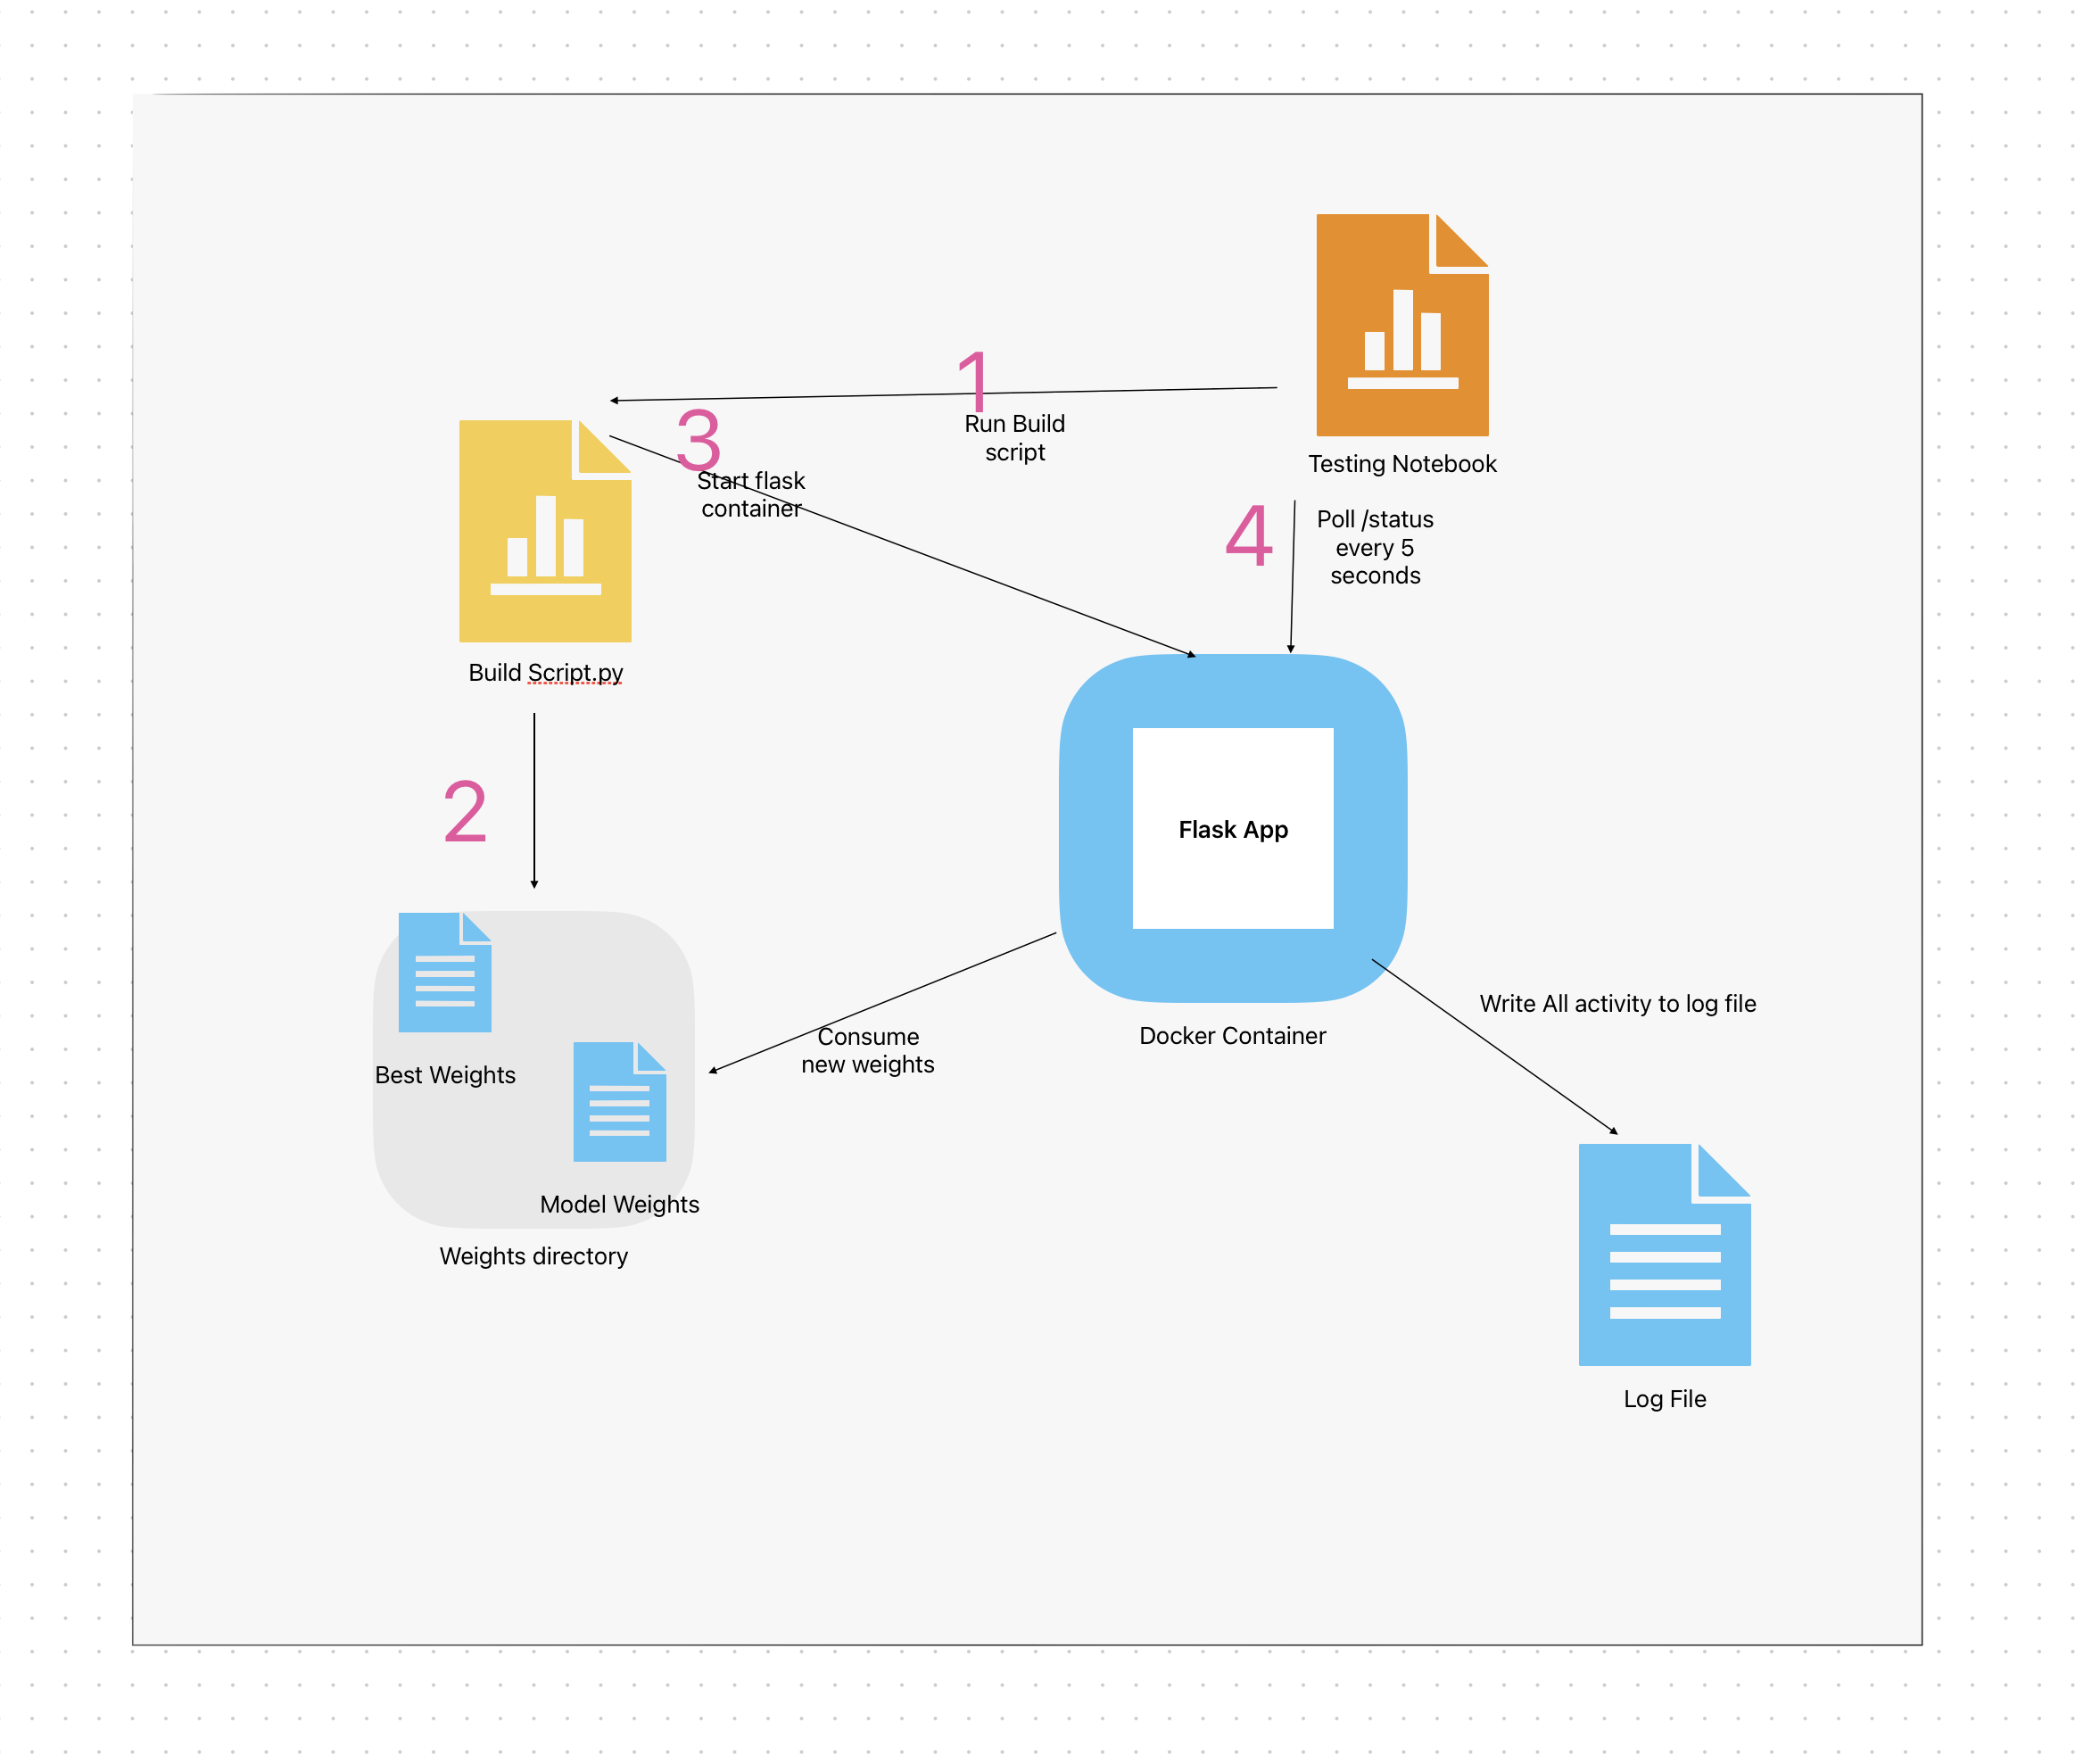 1
Run Build
script
3
Start flask
container
Testing Notebook
4
Poll /status
every 5
seconds
Build Script.py
2
Flask App
Best Weights
Consume
new weights
Docker Container
Write All activity to log file
Model Weights
Weights directory
Log File